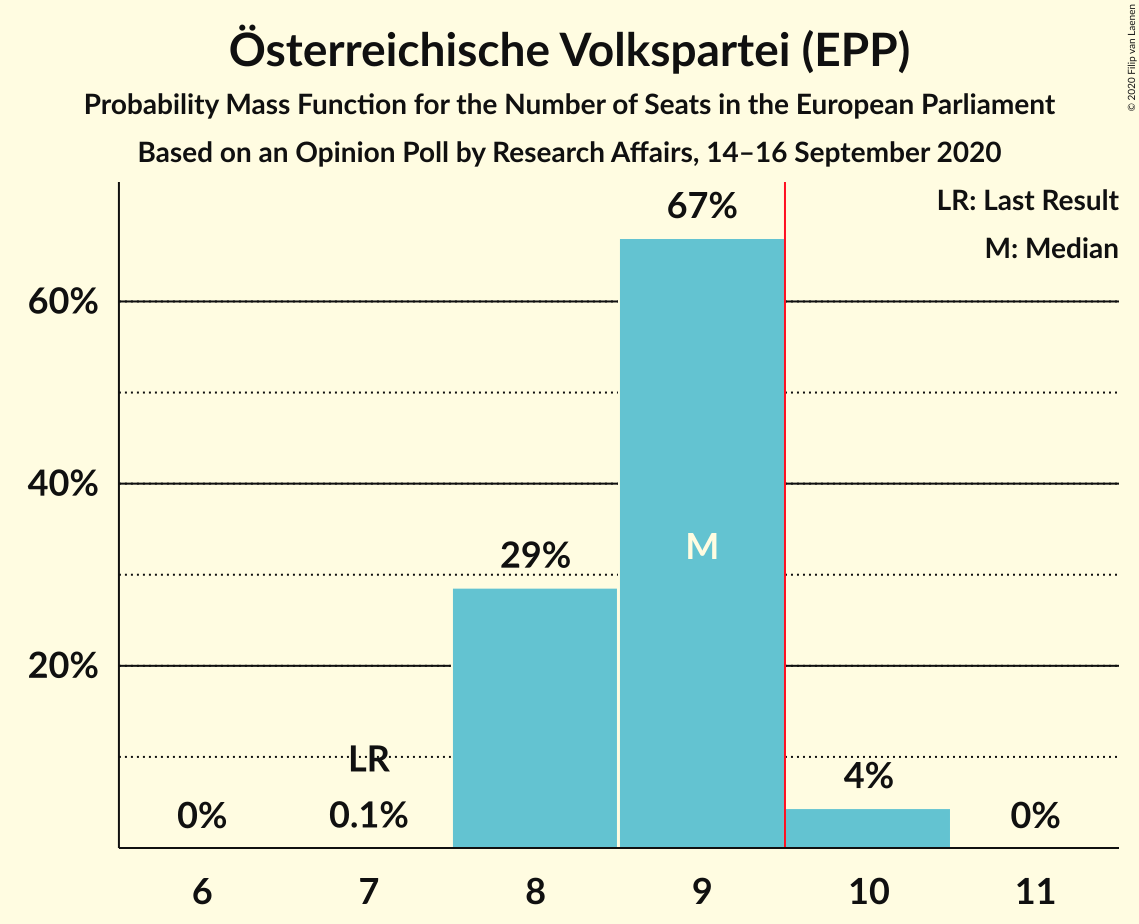 Österreichische Volkspartei (EPP)
Probability Mass Function for the Number of Seats in the European Parliament
Based on an Opinion Poll by Research Affairs, 14–16 September 2020
© 2020 Filip van Laenen
LR: Last Result
M: Median
67%
60%
40%
29%
M
20%
LR
4%
0%
0.1%
0%
6 7 8 9 10 11